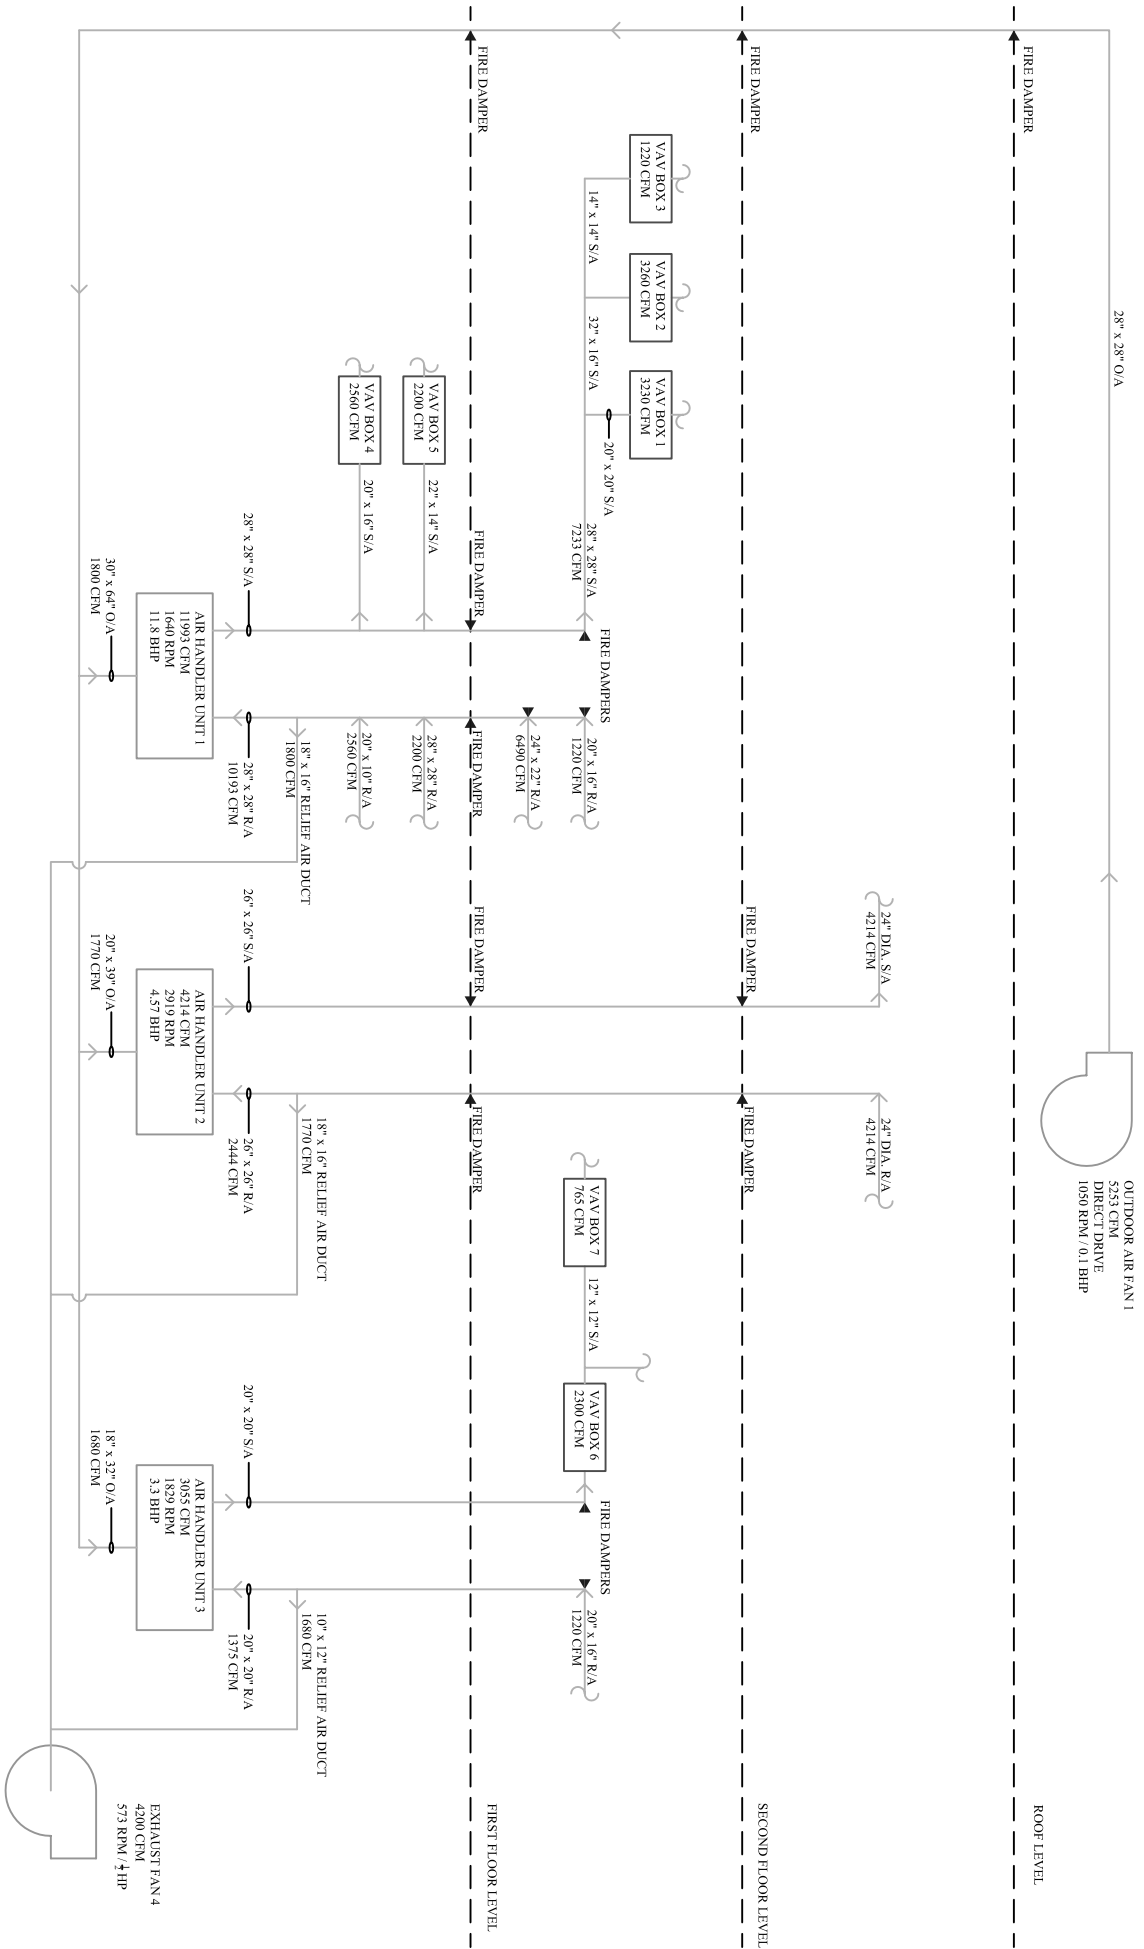 28" x 28" O/A
OUTDOOR AIR FAN 1
5253 CFM
DIRECT DRIVE
1050 RPM / 0.1 BHP
FIRE DAMPER
ROOF LEVEL
24" DIA. S/A
4214 CFM
24" DIA. R/A
4214 CFM
FIRE DAMPER
FIRE DAMPER
FIRE DAMPER
SECOND FLOOR LEVEL
VAV BOX 3
1220 CFM
VAV BOX 2
3260 CFM
VAV BOX 1
3230 CFM
14" x 14" S/A
32" x 16" S/A
20" x 20" S/A
28" x 28" S/A
7233 CFM
FIRE DAMPERS
20" x 16" R/A
1220 CFM
24" x 22" R/A
6490 CFM
VAV BOX 7
765 CFM
12" x 12" S/A
VAV BOX 6
2300 CFM
FIRE DAMPERS
20" x 16" R/A
1220 CFM
FIRE DAMPER
FIRE DAMPER
FIRE DAMPER
FIRE DAMPER
FIRE DAMPER
FIRST FLOOR LEVEL
VAV BOX 5
2200 CFM
22" x 14" S/A
28" x 28" R/A
2200 CFM
VAV BOX 4
2560 CFM
20" x 16" S/A
20" x 10" R/A
2560 CFM
18" x 16" RELIEF AIR DUCT
1800 CFM
18" x 16" RELIEF AIR DUCT
1770 CFM
10" x 12" RELIEF AIR DUCT
1680 CFM
28" x 28" S/A
28" x 28" R/A
10193 CFM
26" x 26" S/A
26" x 26" R/A
2444 CFM
20" x 20" S/A
20" x 20" R/A
1375 CFM
AIR HANDLER UNIT 1
11993 CFM
1640 RPM
11.8 BHP
AIR HANDLER UNIT 2
4214 CFM
2919 RPM
4.57 BHP
AIR HANDLER UNIT 3
3055 CFM
1829 RPM
3.3 BHP
30" x 64" O/A
1800 CFM
20" x 39" O/A
1770 CFM
18" x 32" O/A
1680 CFM
EXHAUST FAN 4
4200 CFM
573 RPM / ½ HP